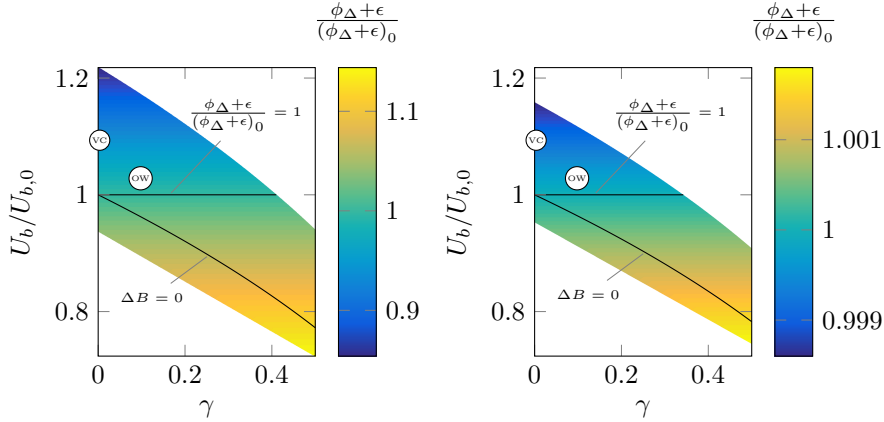 ϕ_Δ+ϵ
(ϕ_Δ+ϵ)_0
1.2
1
0.8
U_b/U_{b,0}
VC
OW
ϕ_Δ+ϵ
(ϕ_Δ+ϵ)_0 = 1
ΔB = 0
0
0.2
0.4
γ
1.1
1
0.9
ϕ_Δ+ϵ
(ϕ_Δ+ϵ)_0
1.2
1
0.8
U_b/U_{b,0}
VC
OW
ϕ_Δ+ϵ
(ϕ_Δ+ϵ)_0 = 1
ΔB = 0
0
0.2
0.4
γ
1.001
1
0.999